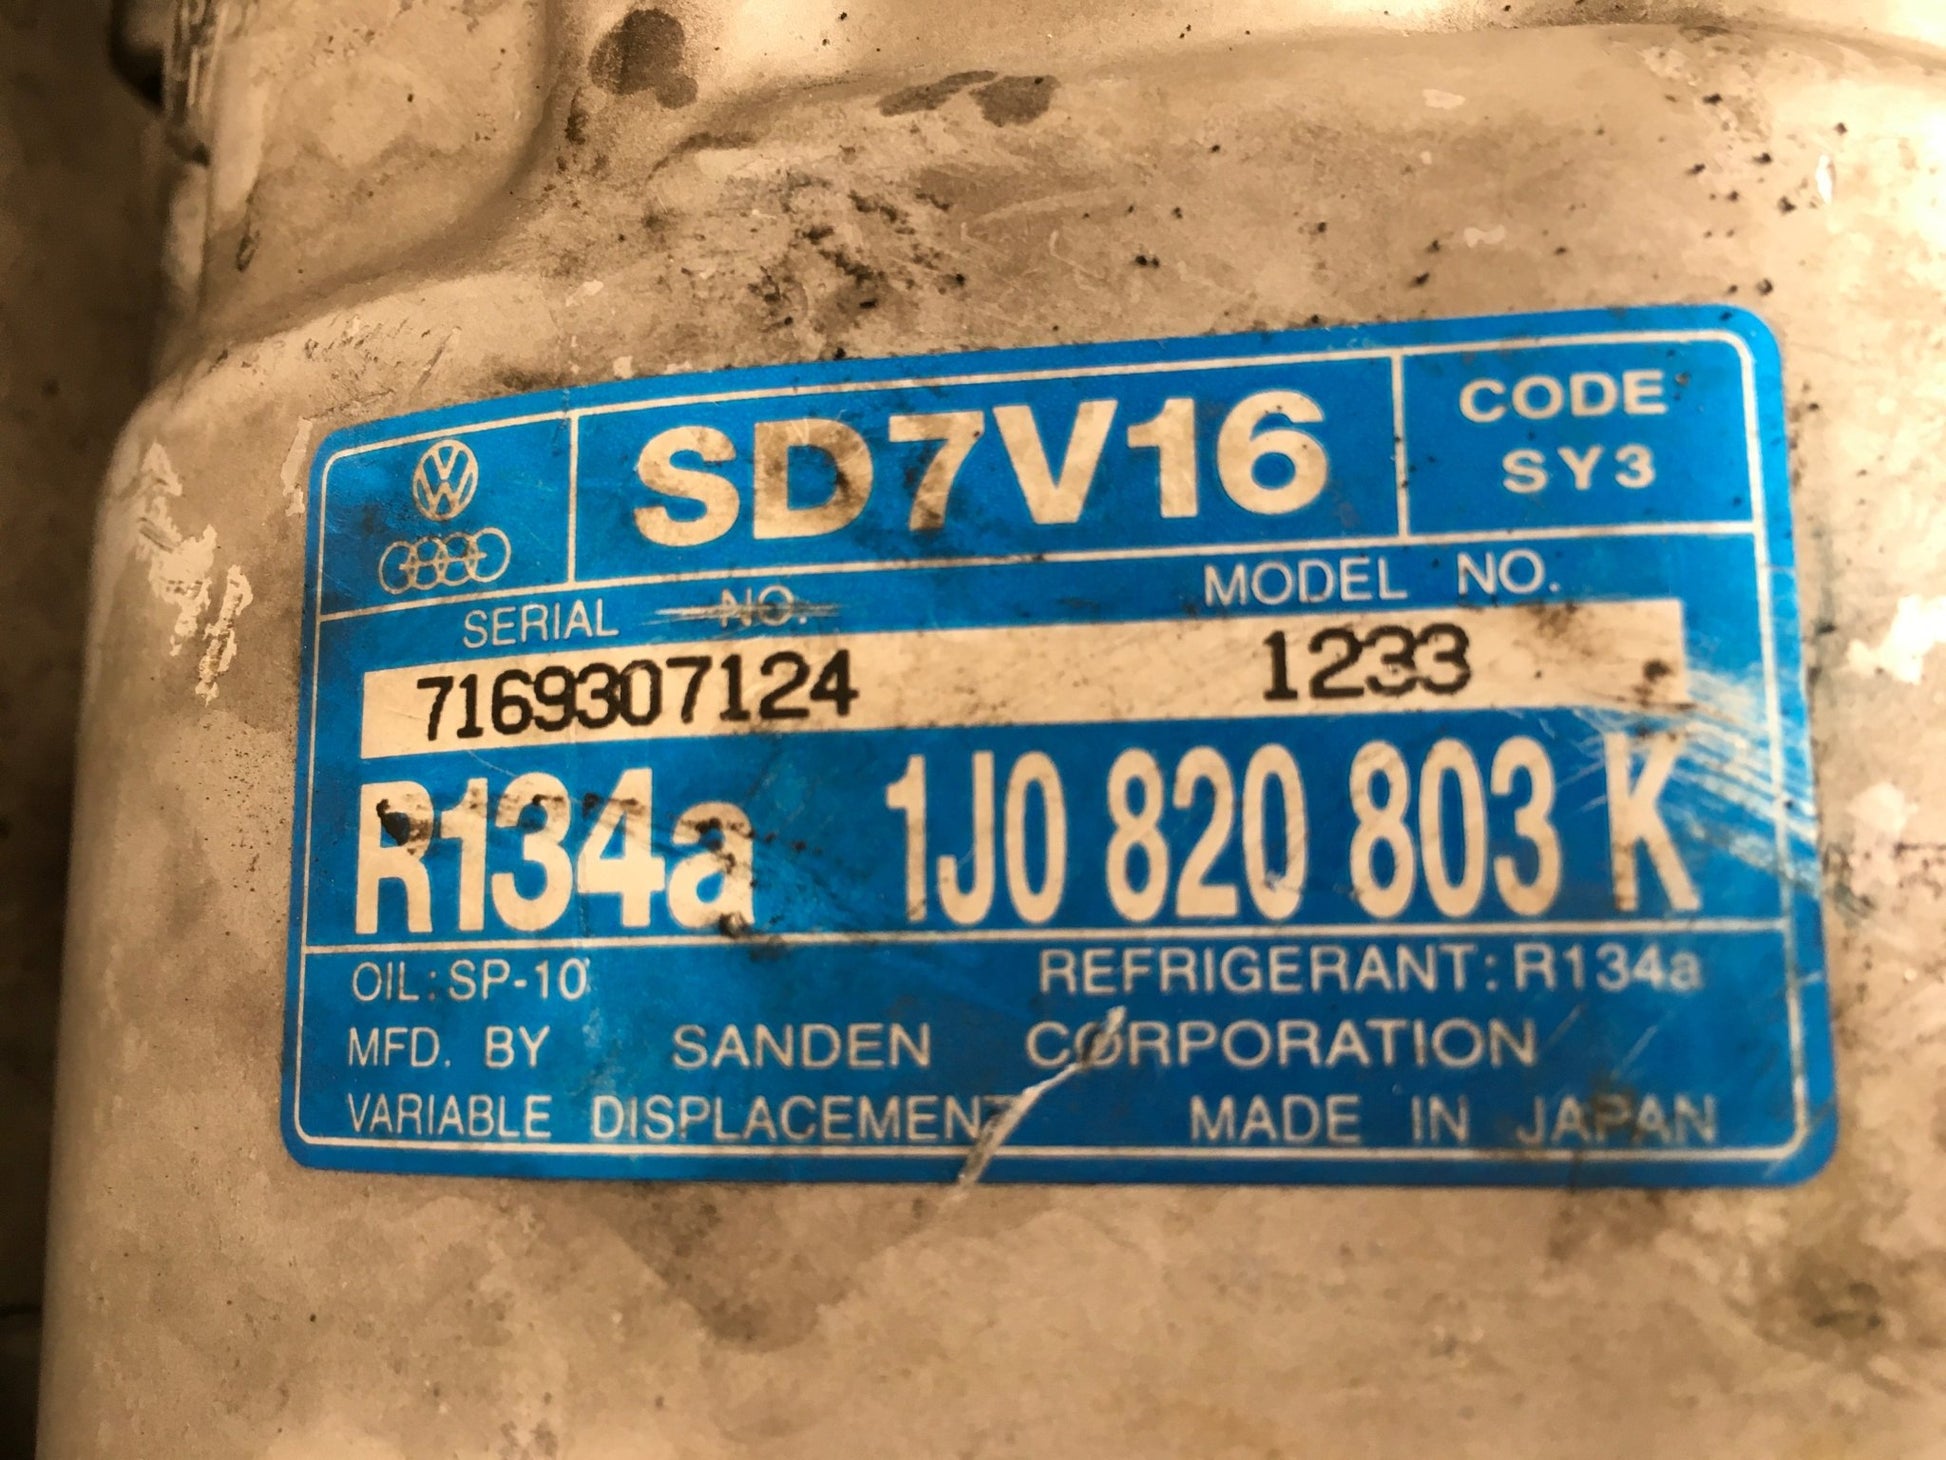 SD7V16
CODE
SY3
SERIAL NO.
MODEL NO.
7169307124 1233
R134a 1J0 820 803 K
OIL:SP-10 REFRIGERANT:R134a
MFD. BY SANDEN CORPORATION
VARIABLE DISPLACEMENT MADE IN JAPAN